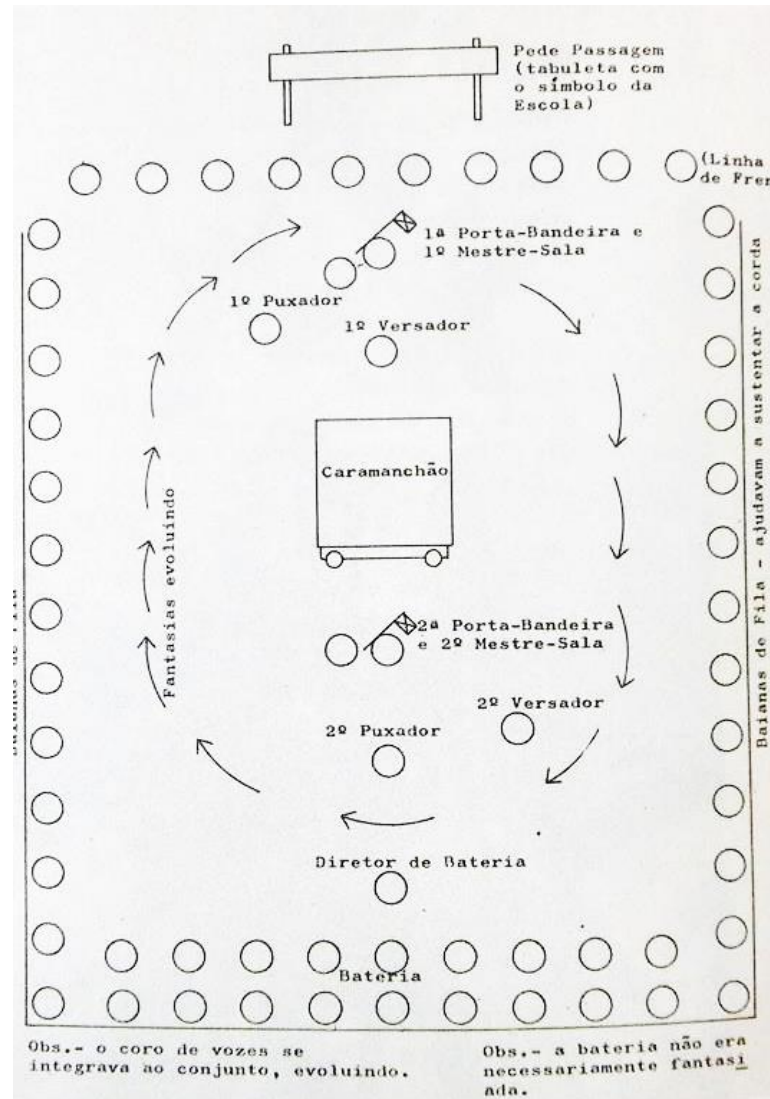 Pede Passagem
(tabuleta com
o símbolo da
Escola)
(Linha
de Fren
1ª Porta-Bandeira e
1º Mestre-Sala
1º Puxador
1º Versador
Caramanchão
Fantasias evoluindo
Baianas de Fila - ajudavam a sustentar a corda
2ª Porta-Bandeira
e 2º Mestre-Sala
2º Versador
2º Puxador
Diretor de Bateria
Bateria
Obs.- o coro de vozes se
integrava ao conjunto, evoluindo.
Obs.- a bateria não era
necessariamente fantasi
ada.